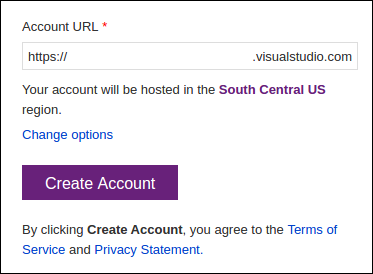 Account URL *
https:// .visualstudio.com
Your account will be hosted in the South Central US
region.
Change options
Create Account
By clicking Create Account, you agree to the Terms of
Service and Privacy Statement.